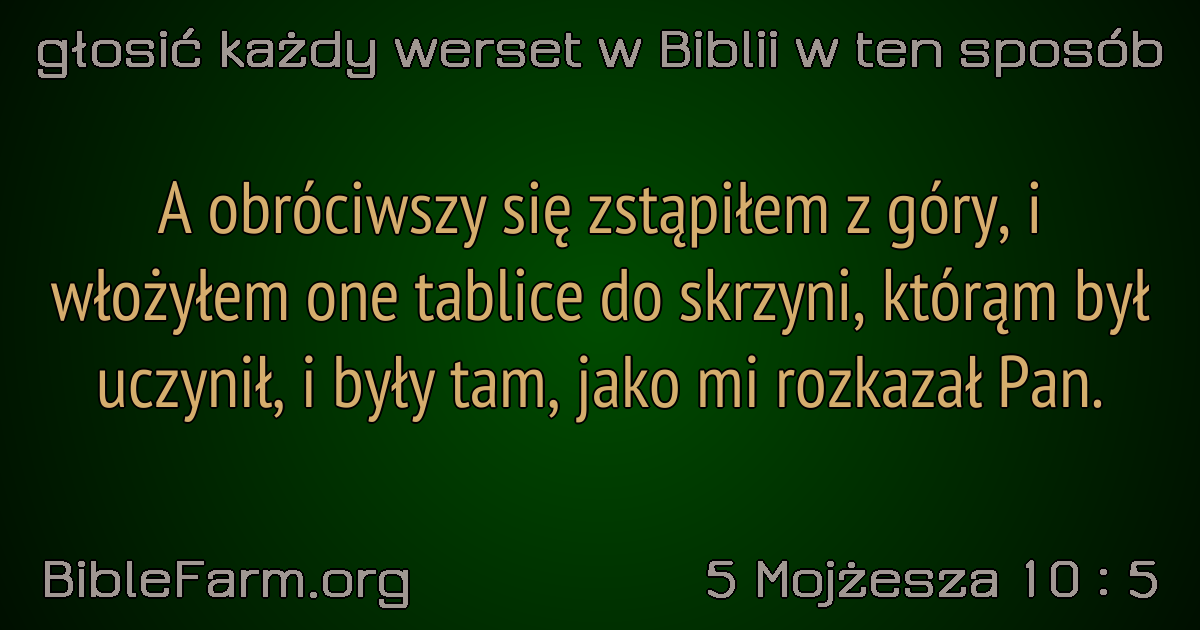 głosić każdy werset w Biblii w ten sposób
A obróciwszy się zstąpiłem z góry, i
włożyłem one tablice do skrzyni, którąm był
uczynił, i były tam, jako mi rozkazał Pan.
BibleFarm.org
5 Mojżesza 10 : 5